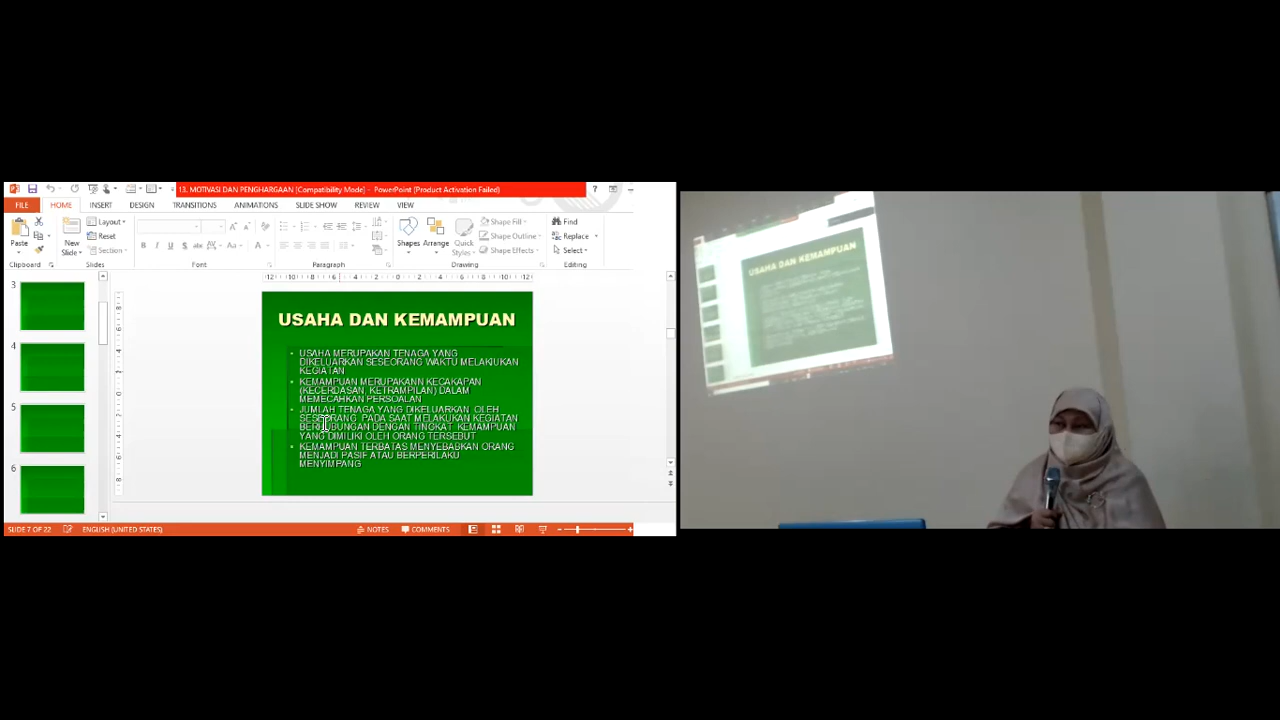 13. MOTIVASI DAN PENGHARGAAN [Compatibility Mode] - PowerPoint (Product Activation Failed)
FILE HOME INSERT DESIGN TRANSITIONS ANIMATIONS SLIDE SHOW REVIEW VIEW
Paste
New
Slide
Layout
Reset
Section
Shapes
Arrange
Quick
Styles
Shape Fill
Shape Outline
Shape Effects
Find
Replace
Select
Clipboard Slides Font Paragraph Drawing Editing
3
4
5
6
USAHA DAN KEMAMPUAN
• USAHA MERUPAKAN TENAGA YANG
DIKELUARKAN SESEORANG WAKTU MELAKIUKAN
KEGIATAN
• KEMAMPUAN MERUPAKANN KECAKAPAN
(KECERDASAN, KETRAMPILAN) DALAM
MEMECAHKAN PERSOALAN
• JUMLAH TENAGA YANG DIKELUARKAN OLEH
SESEORANG PADA SAAT MELAKUKAN KEGIATAN
BERHUBUNGAN DENGAN TINGKAT KEMAMPUAN
YANG DIMILIKI OLEH ORANG TERSEBUT
• KEMAMPUAN TERBATAS MENYEBABKAN ORANG
MENJADI PASIF ATAU BERPERILAKU
MENYIMPANG
SLIDE 7 OF 22 ENGLISH (UNITED STATES) NOTES COMMENTS
USAHA DAN KEMAMPUAN